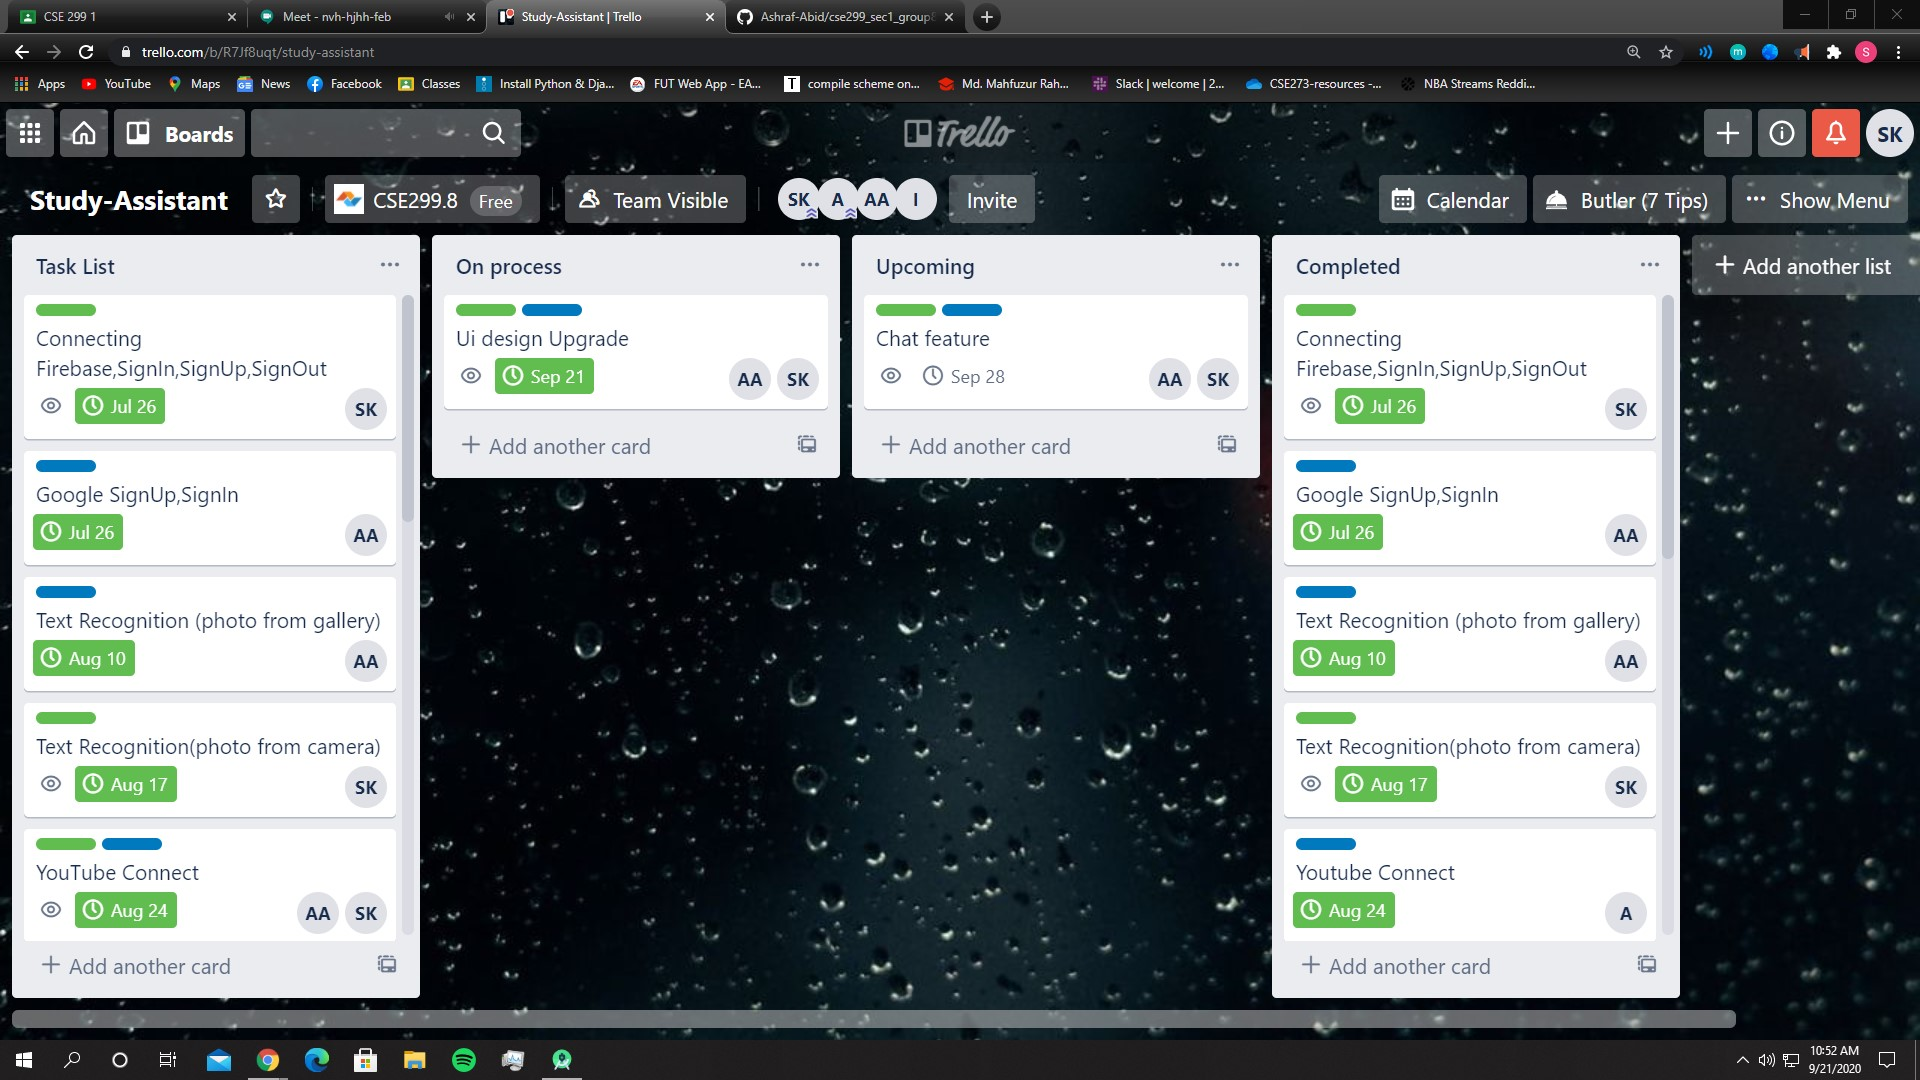 CSE 299 1
Meet - nvh-hjhh-feb
Study-Assistant | Trello
Ashraf-Abid/cse299_sec1_group8
trello.com/b/R7Jf8uqt/study-assistant
S
Apps
YouTube
Maps
News
Facebook
Classes
Install Python & Dja...
FUT Web App - EA...
compile scheme on...
Md. Mahfuzur Rah...
Slack | welcome | 2...
CSE273-resources -...
NBA Streams Reddi...
Boards
Trello
SK
Study-Assistant
CSE299.8 Free
Team Visible
SK A AA I
Invite
Calendar
Butler (7 Tips)
Show Menu
Task List
Connecting
Firebase,SignIn,SignUp,SignOut
Jul 26
SK
Google SignUp,SignIn
Jul 26
AA
Text Recognition (photo from gallery)
Aug 10
AA
Text Recognition(photo from camera)
Aug 17
SK
YouTube Connect
Aug 24
AA SK
Add another card
On process
Ui design Upgrade
Sep 21
AA SK
Add another card
Upcoming
Chat feature
Sep 28
AA SK
Add another card
Completed
Connecting
Firebase,SignIn,SignUp,SignOut
Jul 26
SK
Google SignUp,SignIn
Jul 26
AA
Text Recognition (photo from gallery)
Aug 10
AA
Text Recognition(photo from camera)
Aug 17
SK
Youtube Connect
Aug 24
A
Add another card
Add another list
10:52 AM
9/21/2020